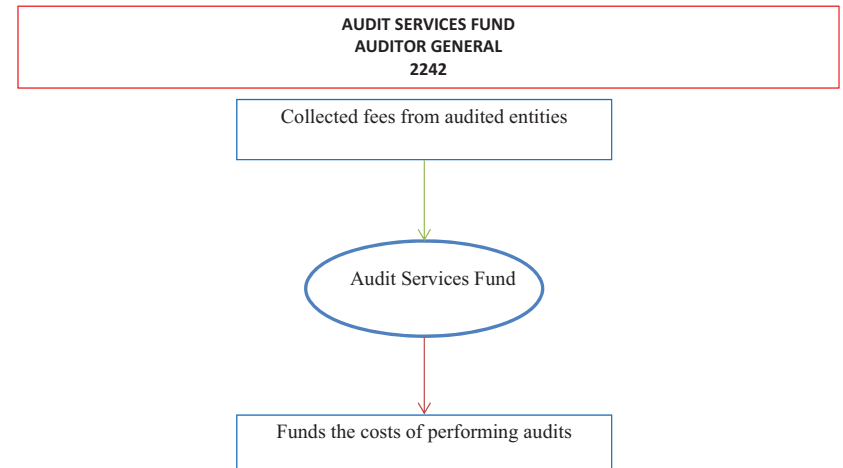 AUDIT SERVICES FUND
AUDITOR GENERAL
2242
Collected fees from audited entities
Audit Services Fund
Funds the costs of performing audits